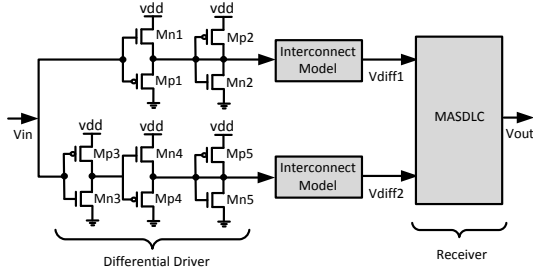 vdd
vdd
Mn1
Mp2
Mp1
Mn2
Interconnect
Model
Vdiff1
MASDLC
Vin
Vout
vdd
vdd
vdd
Mp3
Mn4
Mp5
Mn3
Mp4
Mn5
Interconnect
Model
Vdiff2
Differential Driver
Receiver